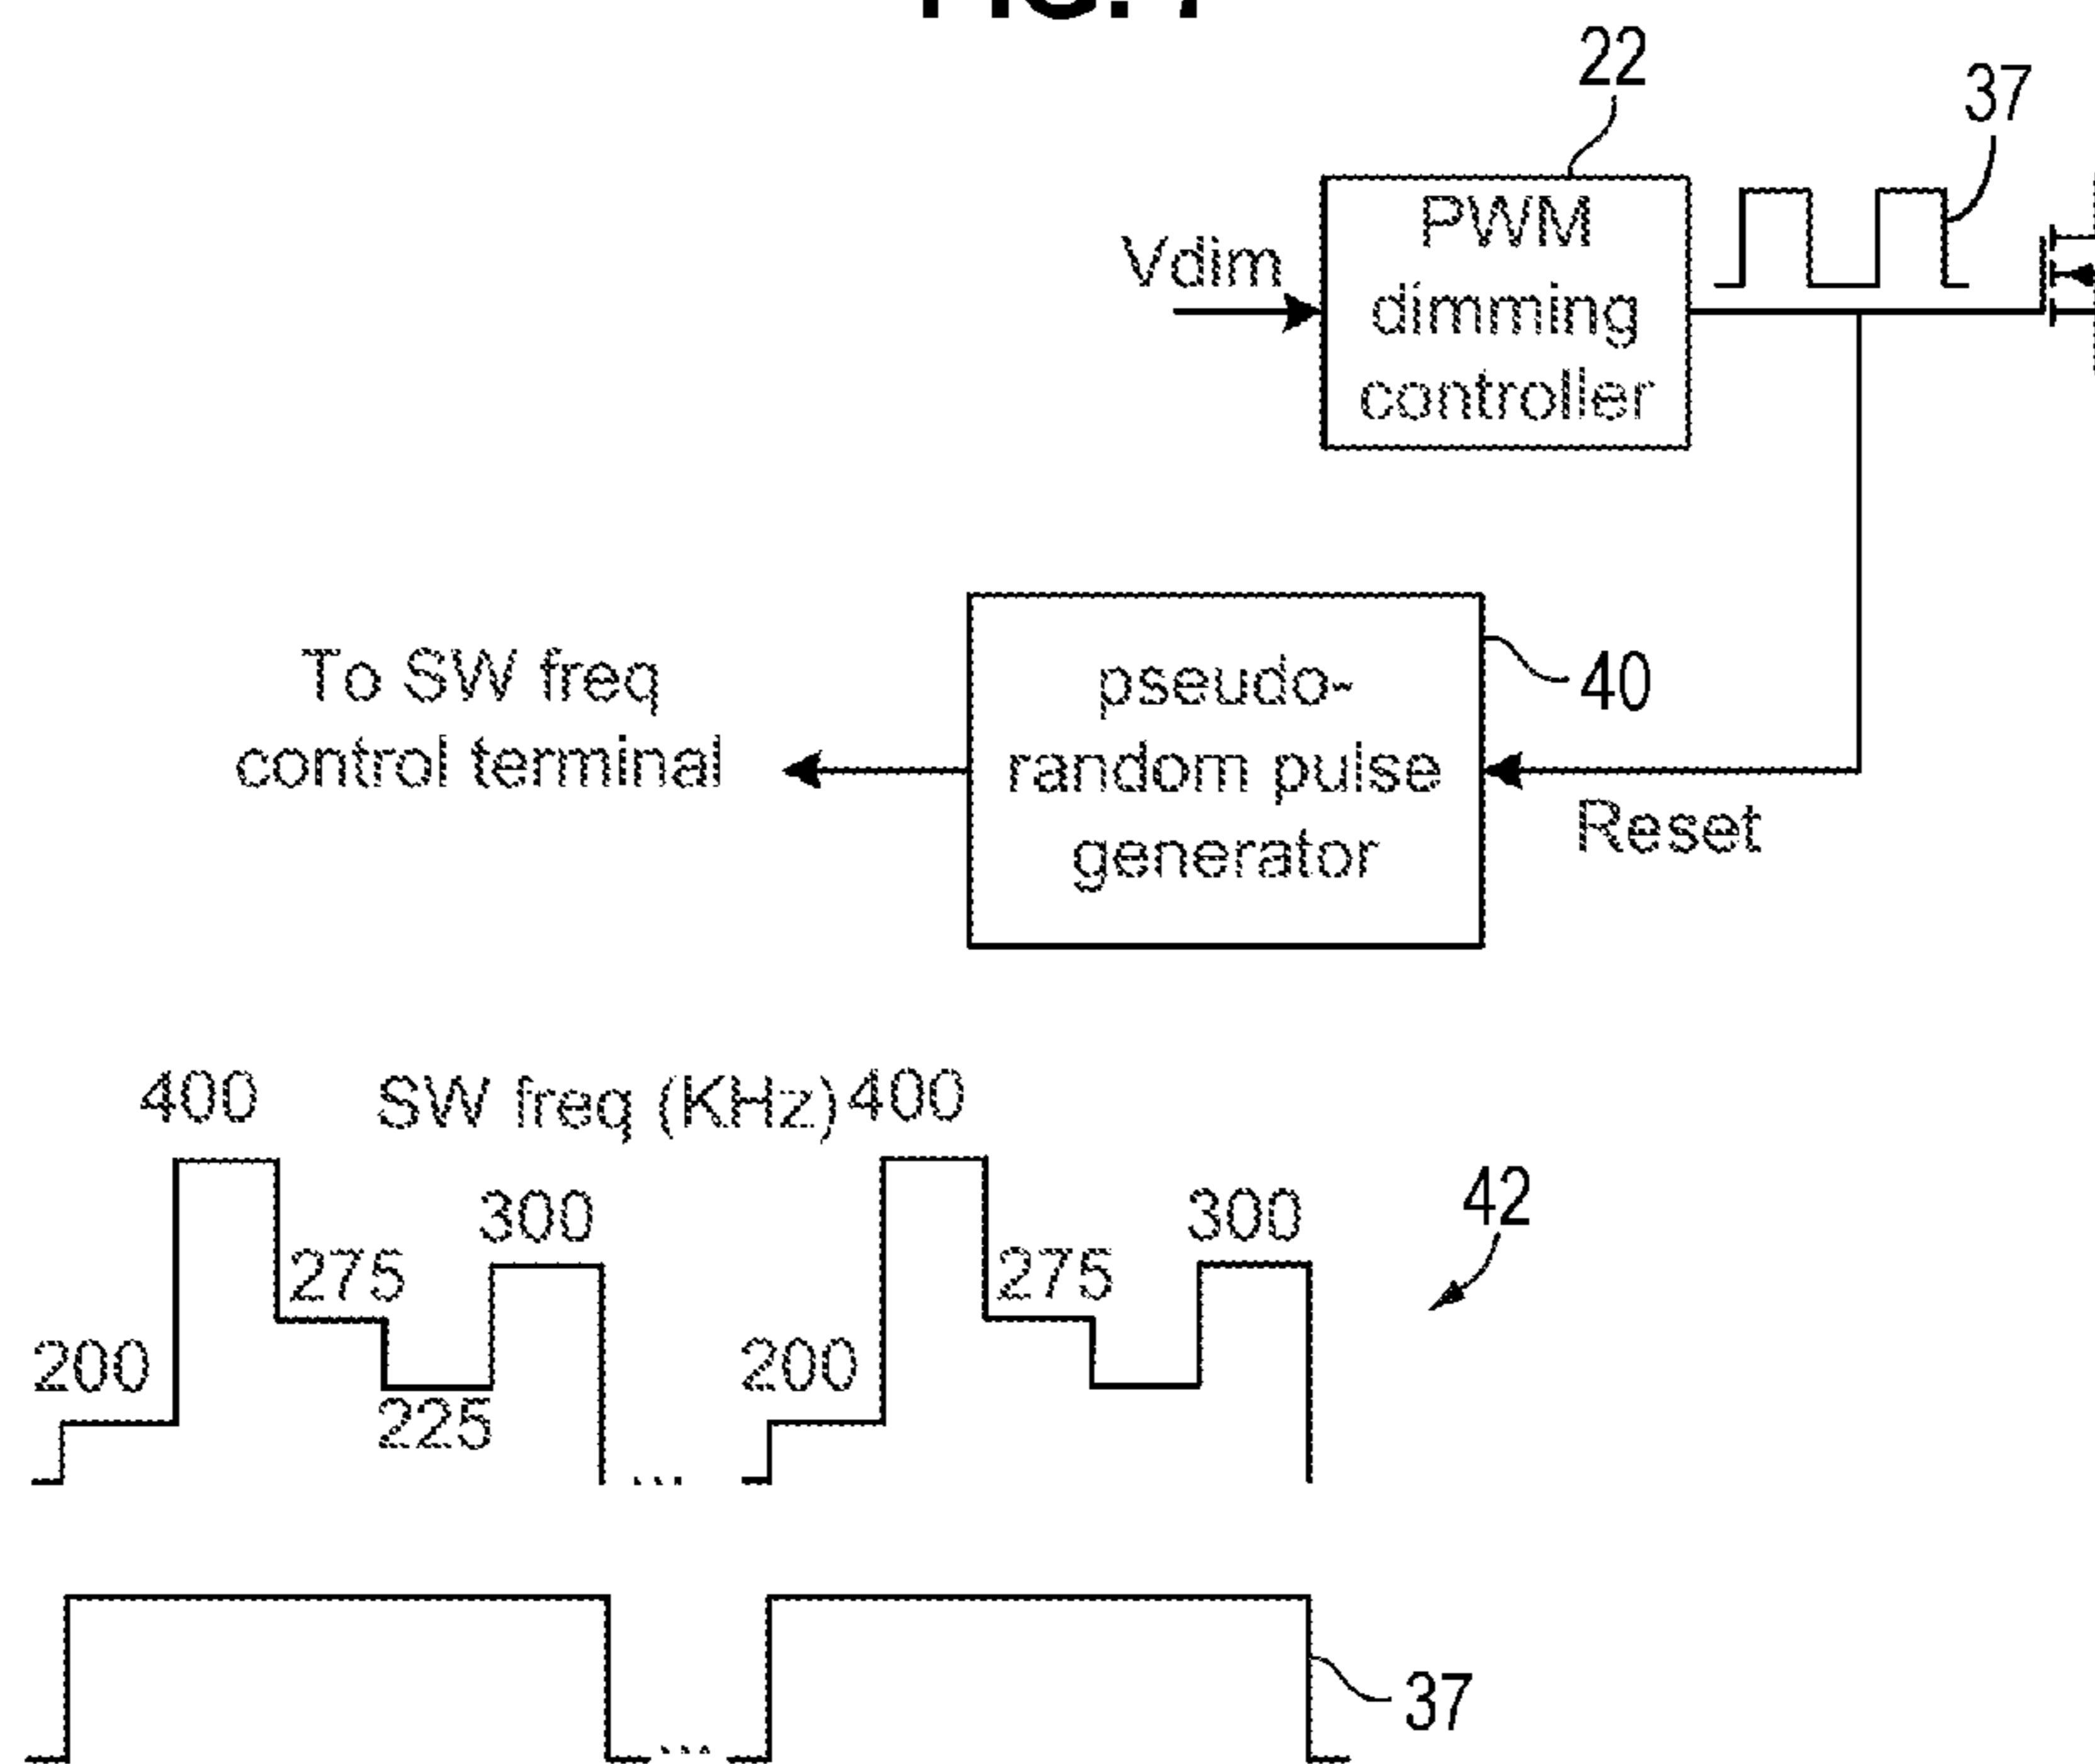 22
37
PWM
dimming
controller
Vdim
To SW freq
control terminal
pseudo-
random pulse
generator
40
Reset
400
SW freq (KHz)
400
300
300
42
275
275
200
200
225
37